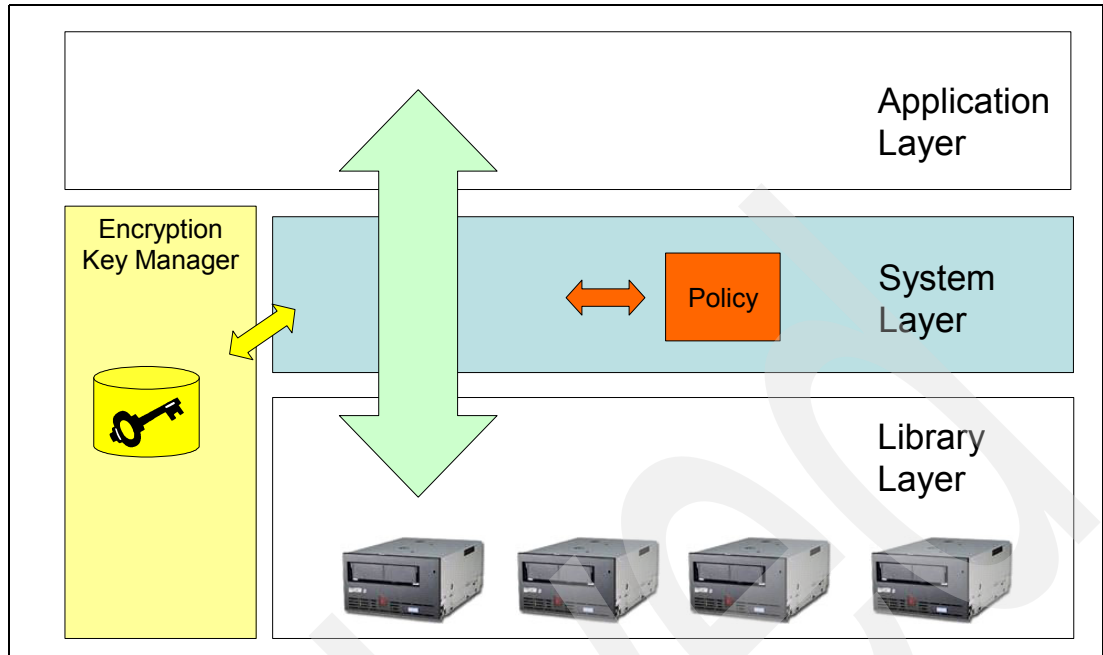 Application
Layer
Encryption
Key Manager
Policy
System
Layer
Library
Layer